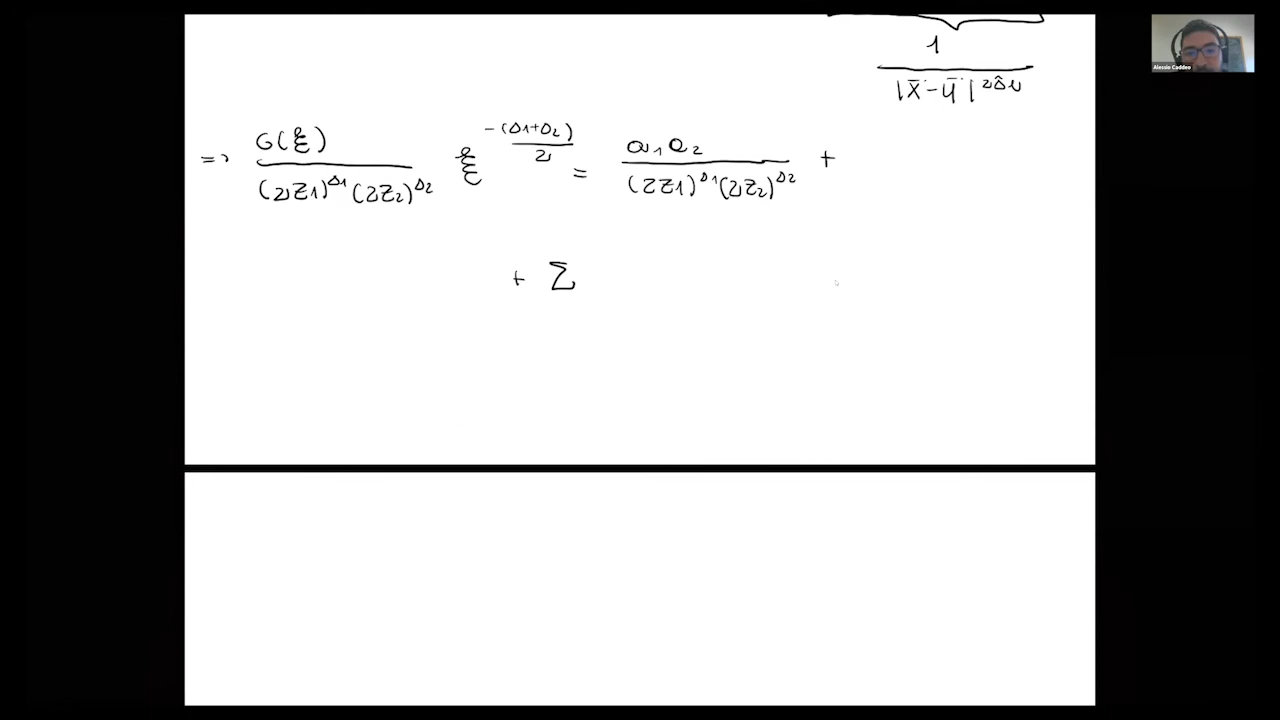 1
|x̄-ȳ|^{2Δ̂}
Alessio Caddeo
=> G(ξ) / (2Z1)^{Δ1} (2Z2)^{Δ2} ξ^{-(Δ1+Δ2)/2} = a1 a2 / (2Z1)^{Δ1} (2Z2)^{Δ2} +
+ Σ